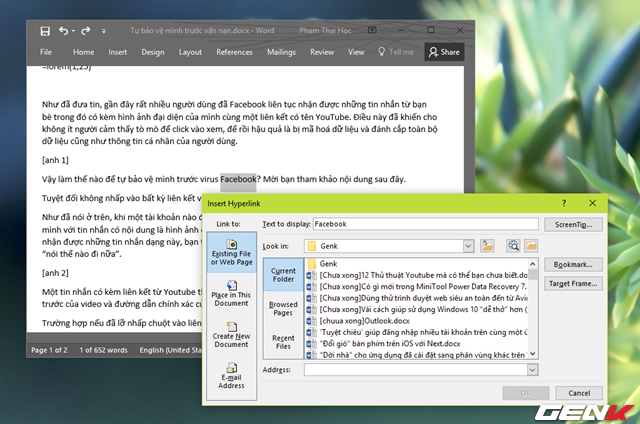 Tự bảo vệ mình trước vấn nạn.docx - Word
Pham Thai Hoc
File Home Insert Design Layout References Mailings Review View Tell me Share
=lorem(1,25)
Như đã đưa tin, gần đây rất nhiều người dùng đã Facebook liên tục nhận được những tin nhắn từ bạn
bè trong đó có kèm hình ảnh đại diện của mình cùng một liên kết có tên YouTube. Điều này đã khiến cho
không ít người cảm thấy tò mò để click vào xem, để rồi hậu quả là bị mã hoá dữ liệu và đánh cắp toàn bộ
dữ liệu cũng như thông tin cá nhân của người dùng.
[anh 1]
Vậy làm thế nào để tự bảo vệ mình trước virus Facebook? Mời bạn tham khảo nội dung sau đây.
Tuyệt đối không nhấp vào bất kỳ liên kết v
Như đã nói ở trên, khi một tài khoản nào
mình với tin nhắn có nội dung là hình ảnh
nhận được những tin nhắn dạng này, bạn t
"nói thế nào đi nữa".
[anh 2]
Một tin nhắn có kèm liên kết từ Youtube th
trước của video và đường dẫn chính xác củ
Trường hợp nếu đã lỡ nhấp chuột vào liên
Page 1 of 2 1 of 652 words English (United Stat
Insert Hyperlink
? ×
Link to:
Text to display: Facebook
ScreenTip...
Existing File
or Web Page
Place in This
Document
Create New
Document
E-mail
Address
Look in: Genk
Current
Folder
Browsed
Pages
Recent
Files
Genk
[Chưa xong]12 Thủ thuật Youtube mà có thể bạn chưa biết.do
[Chưa xong]Có gì mới trong MiniTool Power Data Recovery 7.
[Chưa xong]Dùng thử trình duyệt web siêu an toàn đến từ Avir
[Chưa xong]Vài cách giúp sử dụng Windows 10 "dễ thở" hơn (
[chuua xong]Outlook.docx
'Tuyệt chiêu' giúp đăng nhập nhiều tài khoản trên cùng một ứ
"Đổi gió" bàn phím trên iOS với Next.docx
"Dời nhà" cho ứng dụng đã cài đặt sang phân vùng khác trên
Bookmark...
Target Frame...
Address:
OK Cancel
GENK